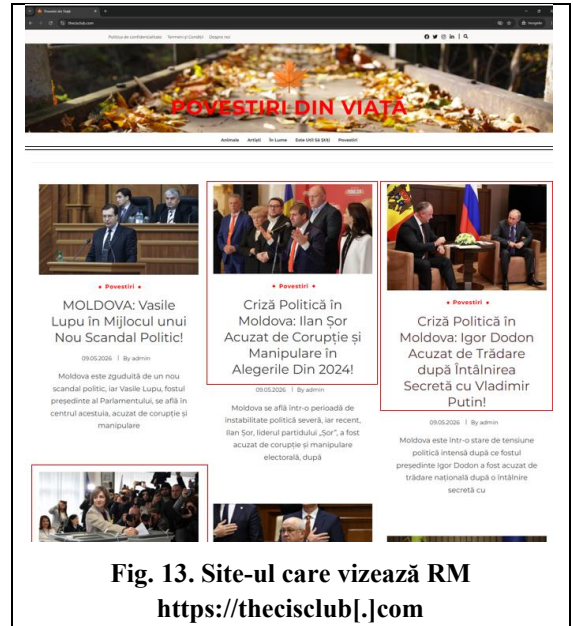 Povestiri din Viață
thecisclub.com
Incognito
Politica de confidențialitate Termeni și Condiții Despre noi
POVESTIRI DIN VIAȚĂ
Animale Artiști În Lume Este Util Să Știți Povestiri
Povestiri
MOLDOVA: Vasile
Lupu în Mijlocul unui
Nou Scandal Politic!
09.05.2026 | By admin
Moldova este zguduită de un nou
scandal politic, iar Vasile Lupu, fostul
președinte al Parlamentului, se află în
centrul acestuia, acuzat de corupție și
manipulare
Povestiri
Criză Politică în
Moldova: Ilan Șor
Acuzat de Corupție și
Manipulare în
Alegerile Din 2024!
09.05.2026 | By admin
Moldova se află într-o perioadă de
instabilitate politică severă, iar recent,
Ilan Șor, liderul partidului „Șor”, a fost
acuzat de corupție și manipulare
electorală, după
Povestiri
Criză Politică în
Moldova: Igor Dodon
Acuzat de Trădare
după Întâlnirea
Secretă cu Vladimir
Putin!
09.05.2026 | By admin
Moldova este într-o stare de tensiune
politică intensă după ce fostul
președinte Igor Dodon a fost acuzat de
trădare națională după o întâlnire
secretă cu
Fig. 13. Site-ul care vizează RM
https://thecisclub[.]com